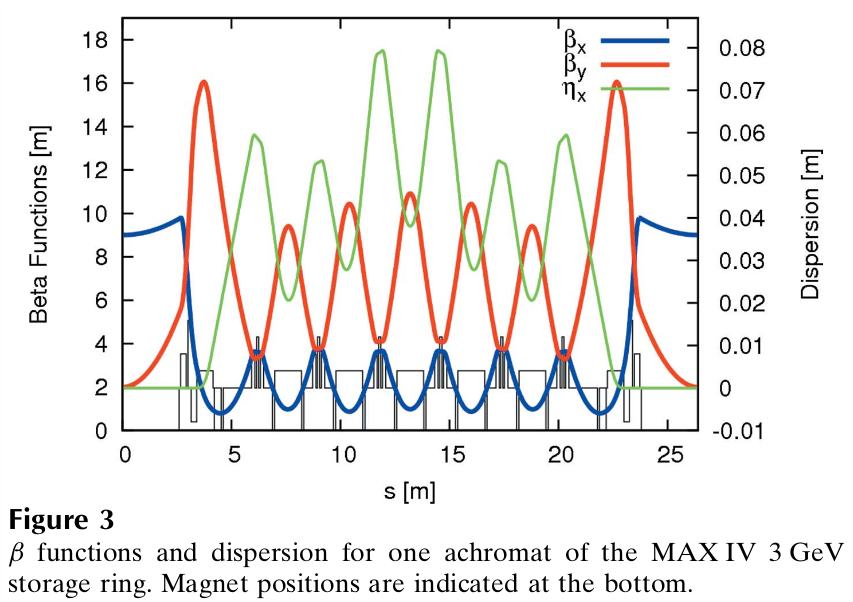 18
16
14
12
10
8
6
4
2
0
Beta Functions [m]
βx
βy
ηx
0.08
0.07
0.06
0.05
0.04
0.03
0.02
0.01
0
-0.01
Dispersion [m]
0 5 10 15 20 25
s [m]
Figure 3
β functions and dispersion for one achromat of the MAX IV 3 GeV
storage ring. Magnet positions are indicated at the bottom.